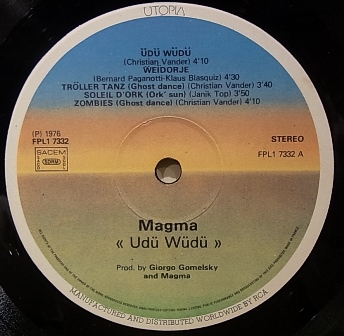 UTOPIA
ÜDÜ WÜDÜ
(Christian Vander) 4'10
WEIDORJE
(Bernard Paganotti-Klaus Blasquiz) 4'30
TRÖLLER TANZ (Ghost dance) (Christian Vander) 3'40
SOLEIL D'ORK (Ork' sun) (Janik Top) 3'50
ZOMBIES (Ghost dance) (Christian Vander) 4'10
(P) 1976
FPL1 7332
SACEM
SDRM
STEREO
FPL1 7332 A
Magma
« Udü Wüdü »
Prod. by Giorgo Gomelsky
and Magma
MANUFACTURED AND DISTRIBUTED WORLDWIDE BY RCA